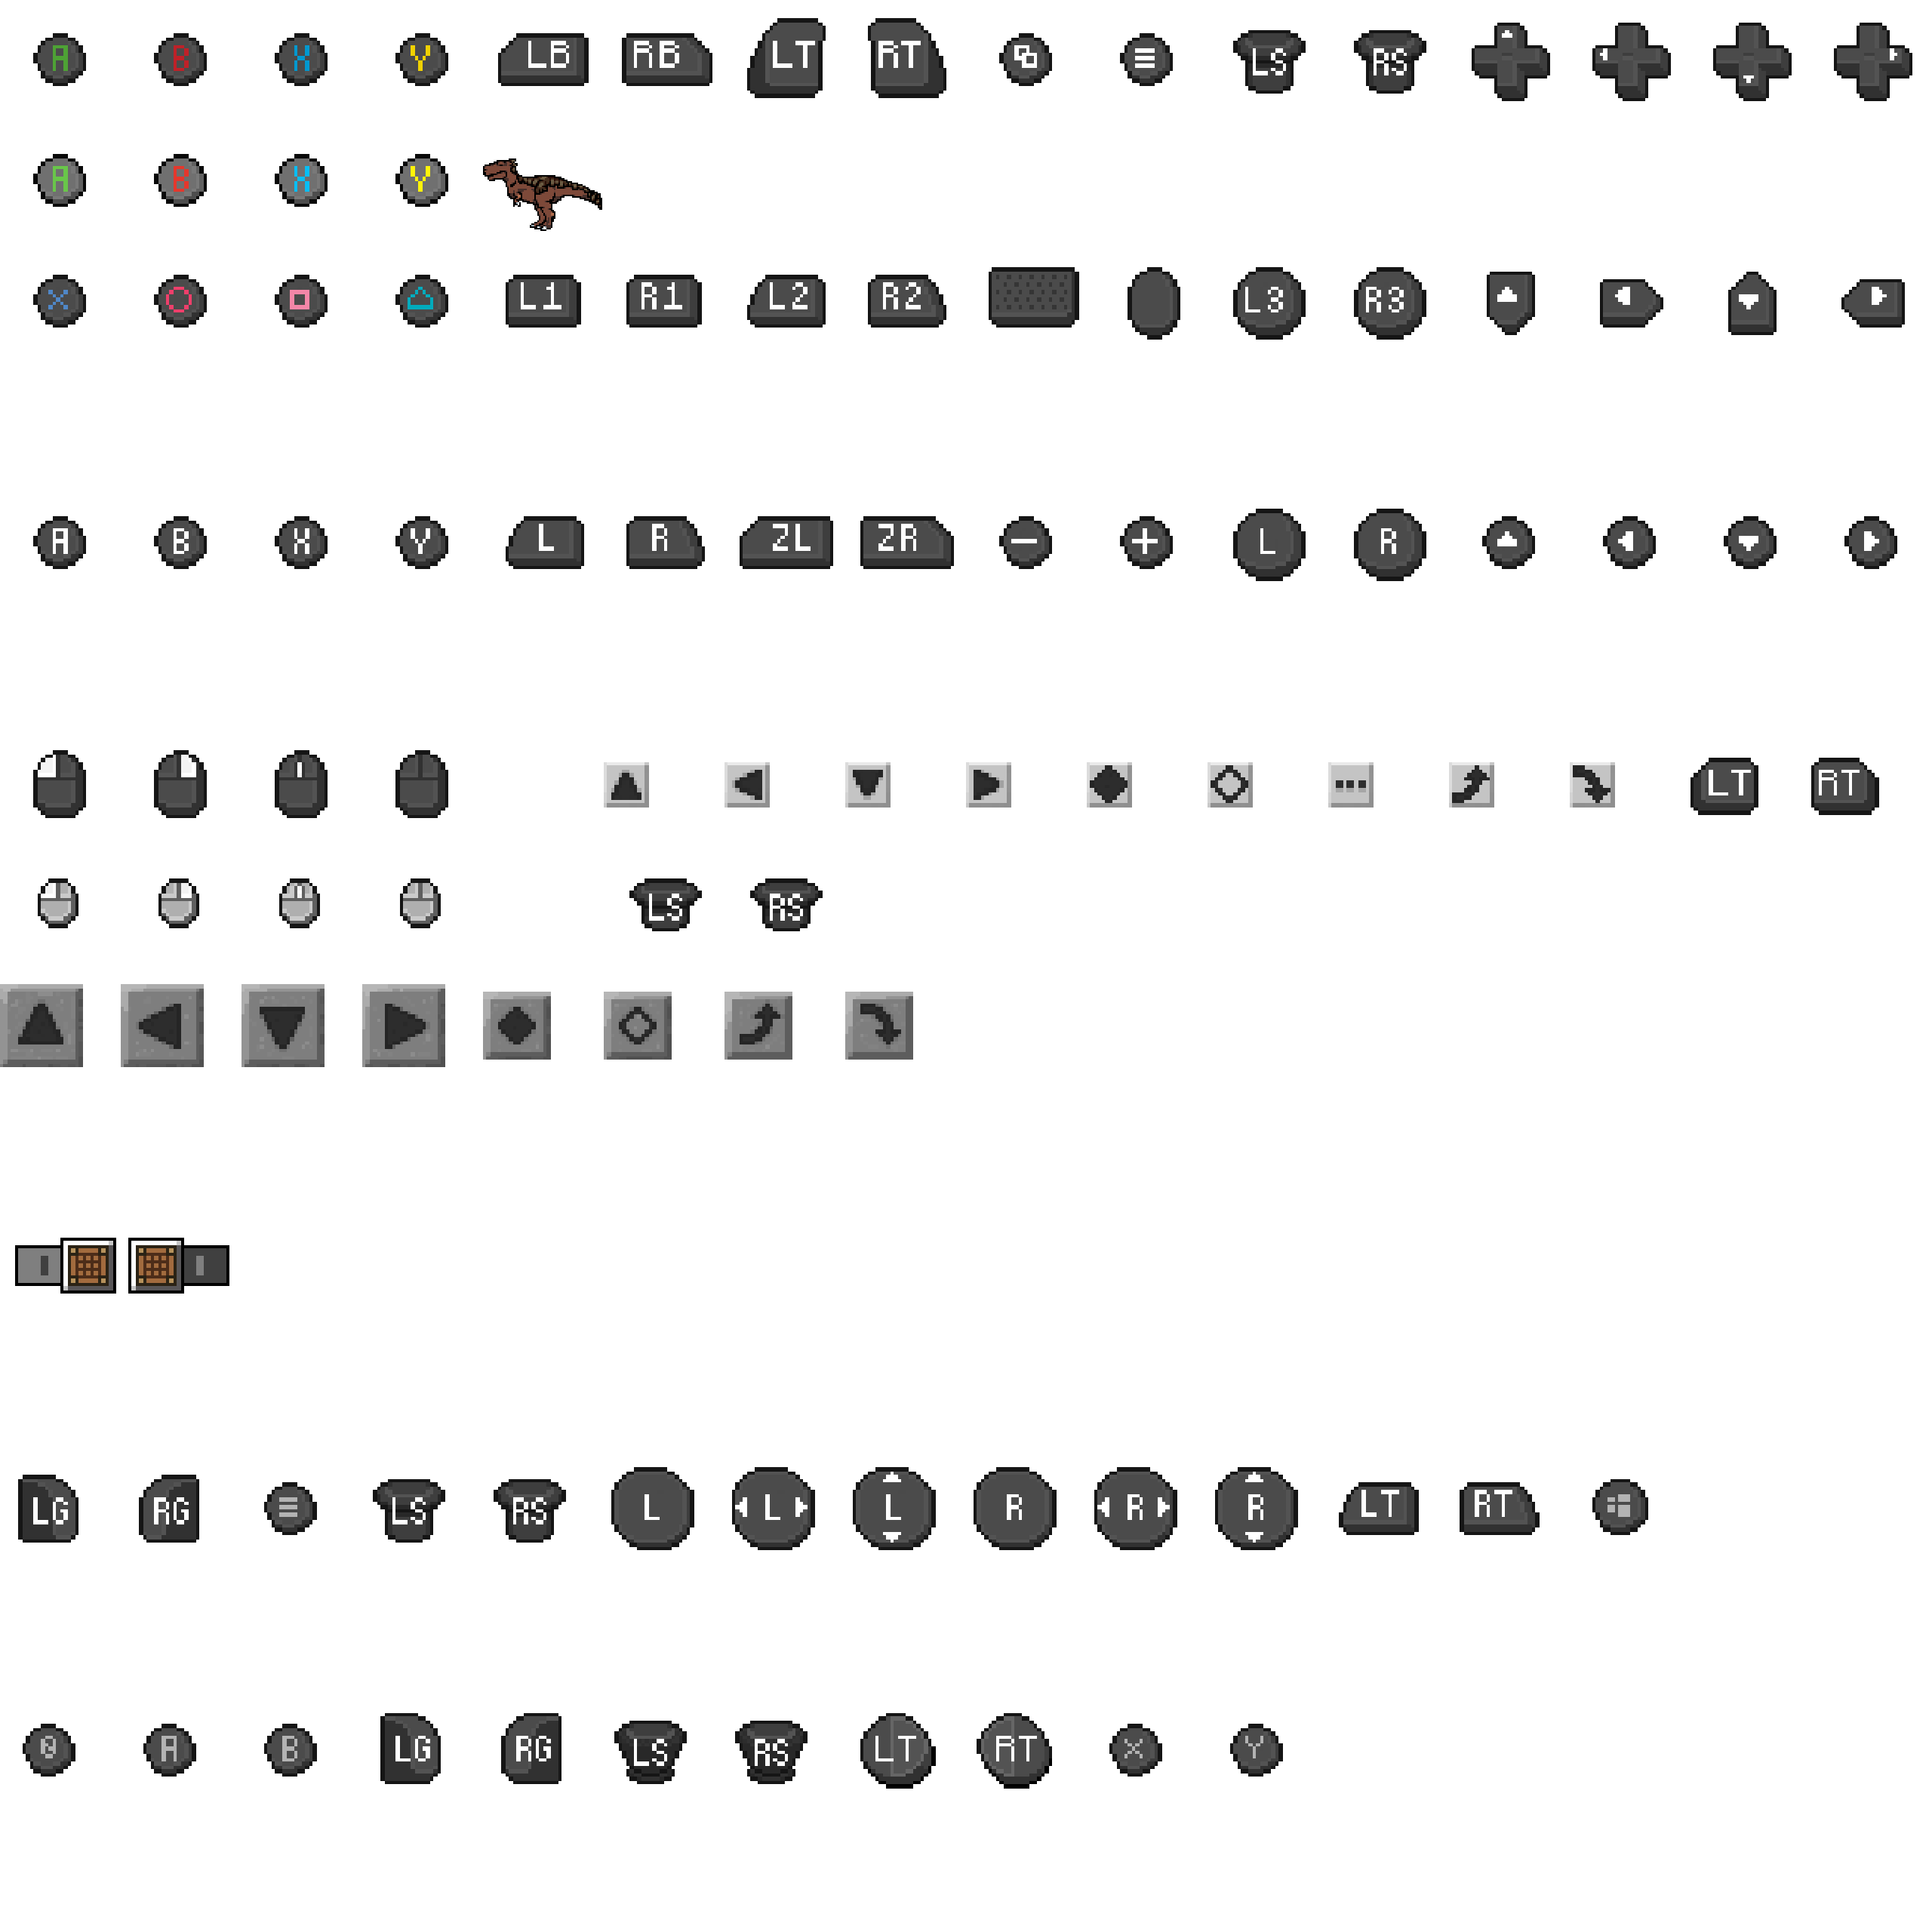 A B X Y LB RB LT RT LS RS
A B X Y
L1 R1 L2 R2 L3 R3
A B X Y L R ZL ZR L R
LT RT
LS RS
LG RG LS RS L L L R R R LT RT
A B LG RG LS RS LT RT X Y